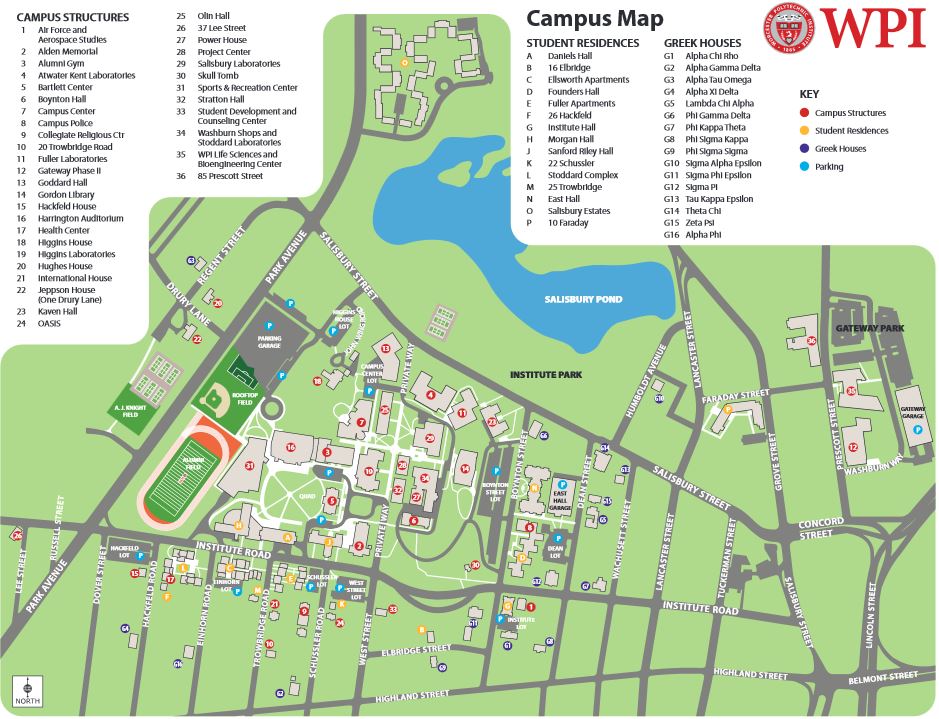 CAMPUS STRUCTURES
1 Air Force and
Aerospace Studies
2 Alden Memorial
3 Alumni Gym
4 Atwater Kent Laboratories
5 Bartlett Center
6 Boynton Hall
7 Campus Center
8 Campus Police
9 Collegiate Religious Ctr
10 20 Trowbridge Road
11 Fuller Laboratories
12 Gateway Phase II
13 Goddard Hall
14 Gordon Library
15 Hackfeld House
16 Harrington Auditorium
17 Health Center
18 Higgins House
19 Higgins Laboratories
20 Hughes House
21 International House
22 Jeppson House
(One Drury Lane)
23 Kaven Hall
24 OASIS
25 Olin Hall
26 37 Lee Street
27 Power House
28 Project Center
29 Salisbury Laboratories
30 Skull Tomb
31 Sports & Recreation Center
32 Stratton Hall
33 Student Development and
Counseling Center
34 Washburn Shops and
Stoddard Laboratories
35 WPI Life Sciences and
Bioengineering Center
36 85 Prescott Street
Campus Map
STUDENT RESIDENCES
A Daniels Hall
B 16 Elbridge
C Ellsworth Apartments
D Founders Hall
E Fuller Apartments
F 26 Hackfeld
G Institute Hall
H Morgan Hall
J Sanford Riley Hall
K 22 Schussler
L Stoddard Complex
M 25 Trowbridge
N East Hall
O Salisbury Estates
P 10 Faraday
GREEK HOUSES
G1 Alpha Chi Rho
G2 Alpha Gamma Delta
G3 Alpha Tau Omega
G4 Alpha Xi Delta
G5 Lambda Chi Alpha
G6 Phi Gamma Delta
G7 Phi Kappa Theta
G8 Phi Sigma Kappa
G9 Phi Sigma Sigma
G10 Sigma Alpha Epsilon
G11 Sigma Phi Epsilon
G12 Sigma PI
G13 Tau Kappa Epsilon
G14 Theta Chi
G15 Zeta Psi
G16 Alpha Phi
WPI
KEY
Campus Structures
Student Residences
Greek Houses
P Parking
SALISBURY POND
INSTITUTE PARK
GATEWAY PARK
GATEWAY
GARAGE
REGENT STREET
PARK AVENUE
SALISBURY STREET
DRURY LANE
PARKING
GARAGE
HIGGINS
HOUSE
LOT
CAMPUS
CENTER
LOT
PRIVATE WAY
A.J. KNIGHT
FIELD
ROOFTOP
FIELD
ALUMNI
FIELD
QUAD
HUMBOLDT AVENUE
LANCASTER STREET
FARADAY STREET
GROVE STREET
PRESCOTT STREET
WASHBURN WAY
BOYNTON
STREET
LOT
BOYNTON STREET
EAST
HALL
GARAGE
DEAN STREET
DEAN
LOT
WACHUSETT STREET
SALISBURY STREET
LANCASTER STREET
TUCKERMAN STREET
CONCORD
STREET
SALISBURY STREET
LINCOLN STREET
PRIVATE WAY
INSTITUTE ROAD
LEE STREET
RUSSELL STREET
PARK AVENUE
DOVER STREET
HACKFELD
LOT
HACKFELD ROAD
EINHORN ROAD
EINHORN
LOT
TROWBRIDGE ROAD
SCHUSSLER
LOT
SCHUSSLER ROAD
WEST
STREET
LOT
WEST STREET
INSTITUTE
LOT
INSTITUTE ROAD
ELBRIDGE STREET
HIGHLAND STREET
HIGHLAND STREET
BELMONT STREET
NORTH